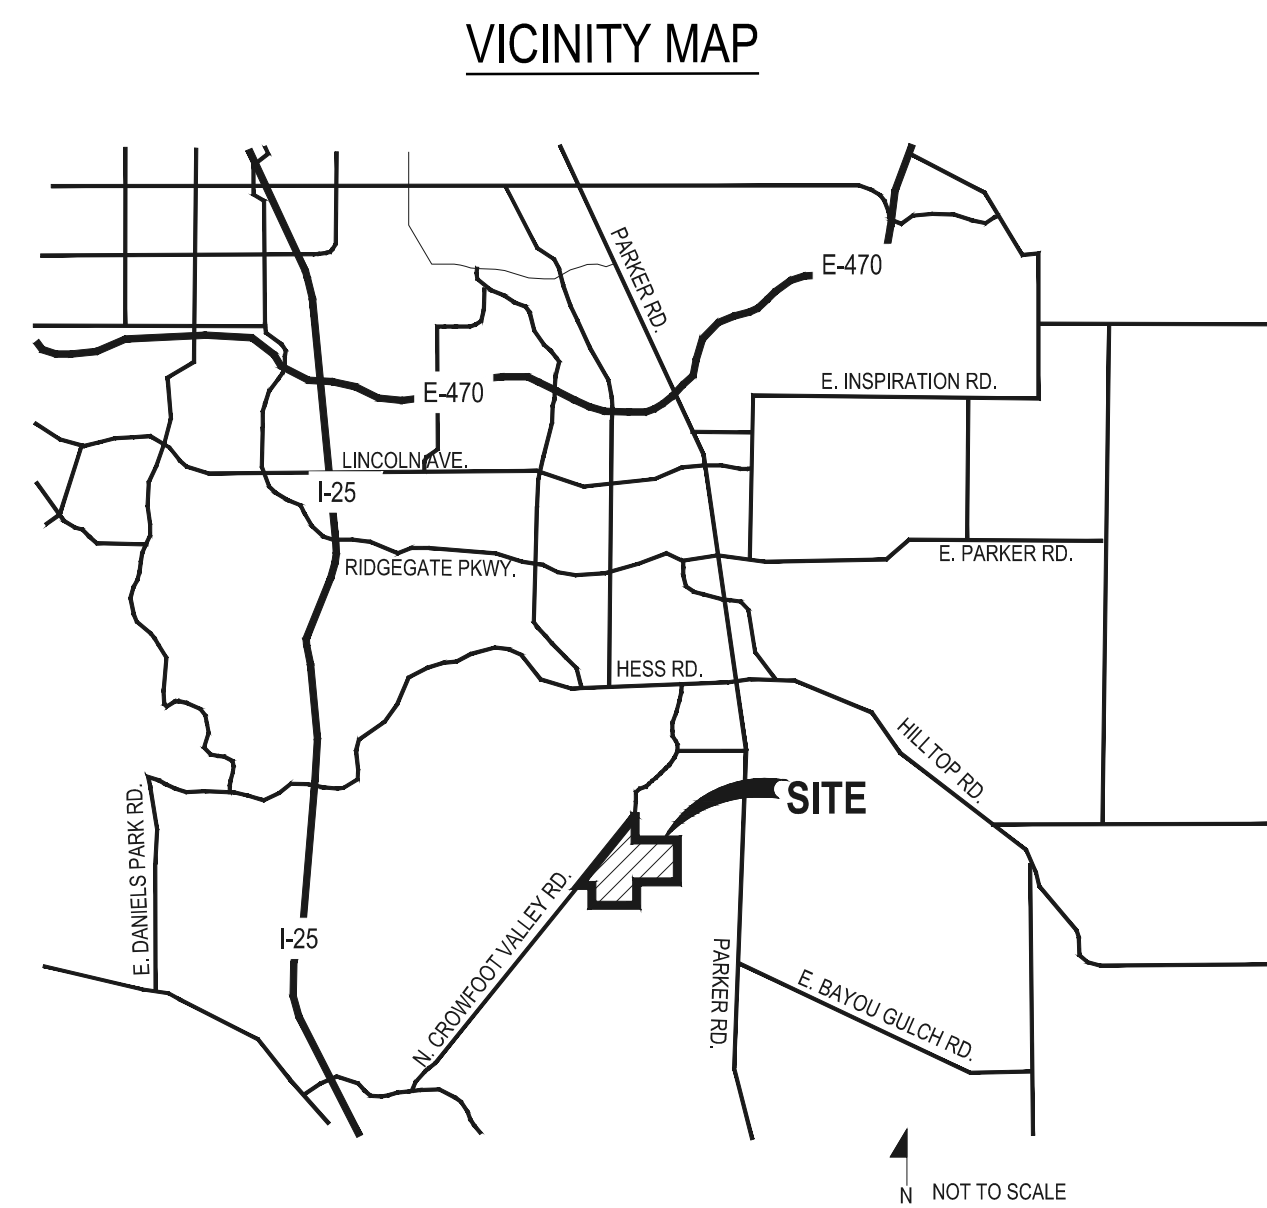 VICINITY MAP
PARKER RD.
E-470
E. INSPIRATION RD.
E-470
LINCOLN AVE.
I-25
E. PARKER RD.
RIDGEGATE PKWY.
HESS RD.
HILLTOP RD.
SITE
E. DANIELS PARK RD.
N. CROWFOOT VALLEY RD.
I-25
PARKER RD.
E. BAYOU GULCH RD.
N
NOT TO SCALE